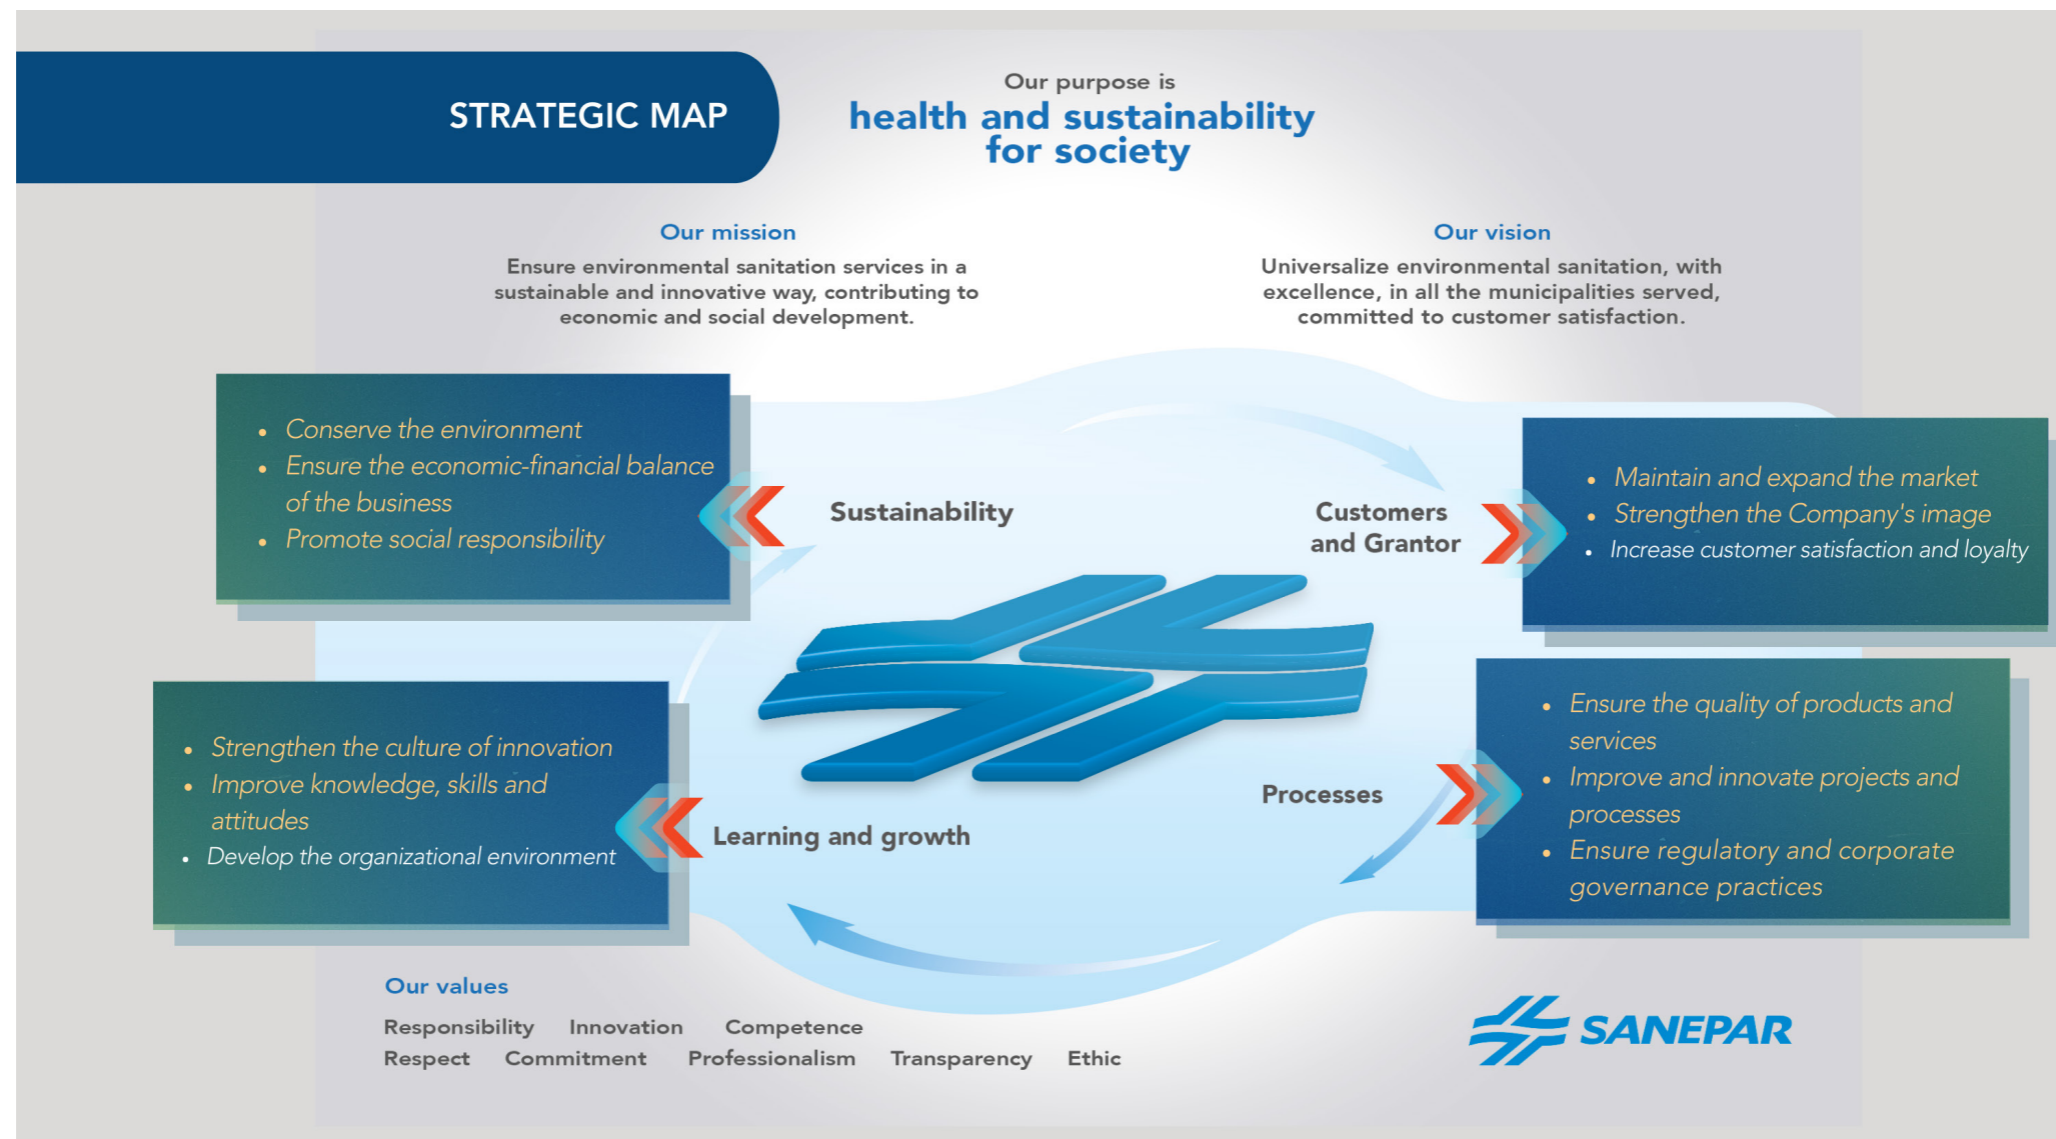 STRATEGIC MAP
Our purpose is
health and sustainability
for society
Our mission
Ensure environmental sanitation services in a
sustainable and innovative way, contributing to
economic and social development.
Our vision
Universalize environmental sanitation, with
excellence, in all the municipalities served,
committed to customer satisfaction.
• Conserve the environment
• Ensure the economic-financial balance
of the business
• Promote social responsibility
Sustainability
Customers
and Grantor
• Maintain and expand the market
• Strengthen the Company's image
• Increase customer satisfaction and loyalty
• Strengthen the culture of innovation
• Improve knowledge, skills and
attitudes
• Develop the organizational environment
Learning and growth
Processes
• Ensure the quality of products and
services
• Improve and innovate projects and
processes
• Ensure regulatory and corporate
governance practices
Our values
Responsibility Innovation Competence
Respect Commitment Professionalism Transparency Ethic
SANEPAR